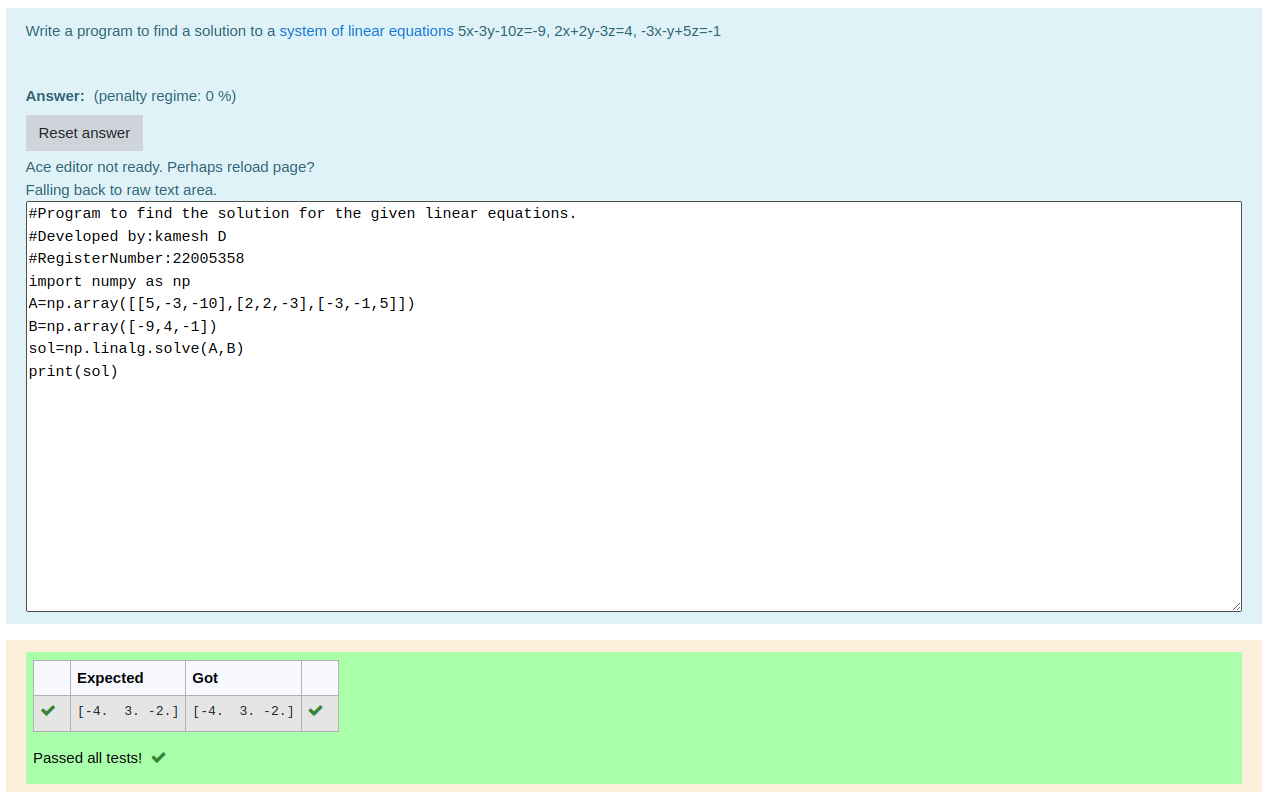 Write a program to find a solution to a system of linear equations 5x-3y-10z=-9, 2x+2y-3z=4, -3x-y+5z=-1
Answer: (penalty regime: 0 %)
Reset answer
Ace editor not ready. Perhaps reload page?
Falling back to raw text area.
#Program to find the solution for the given linear equations.
#Developed by:kamesh D
#RegisterNumber:22005358
import numpy as np
A=np.array([[5,-3,-10],[2,2,-3],[-3,-1,5]])
B=np.array([-9,4,-1])
sol=np.linalg.solve(A,B)
print(sol)
Expected Got
[-4.  3. -2.] [-4.  3. -2.]
Passed all tests!